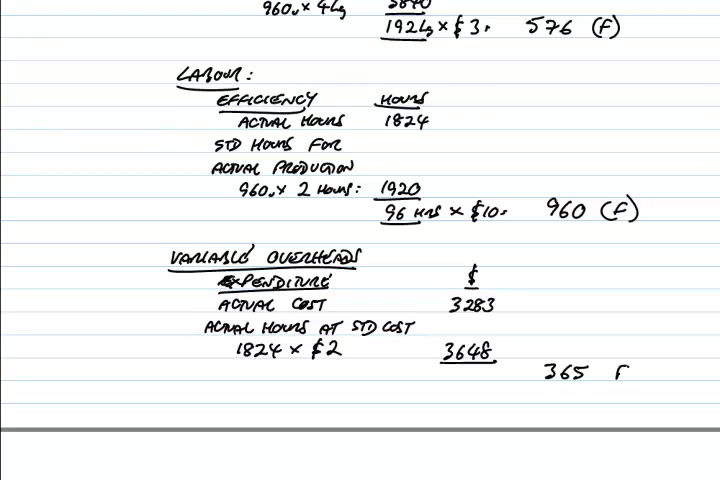 960u × 4kg 3840
192kg × $3. 576 (F)
LABOUR:
EFFICIENCY HOURS
ACTUAL HOURS 1824
STD HOURS FOR
ACTUAL PRODUCTION
960u × 2 HOURS: 1920
96 HRS × $10. 960 (F)
VARIABLE OVERHEADS
EXPENDITURE $
ACTUAL COST 3283
ACTUAL HOURS AT STD COST
1824 × $2 3648
365 F